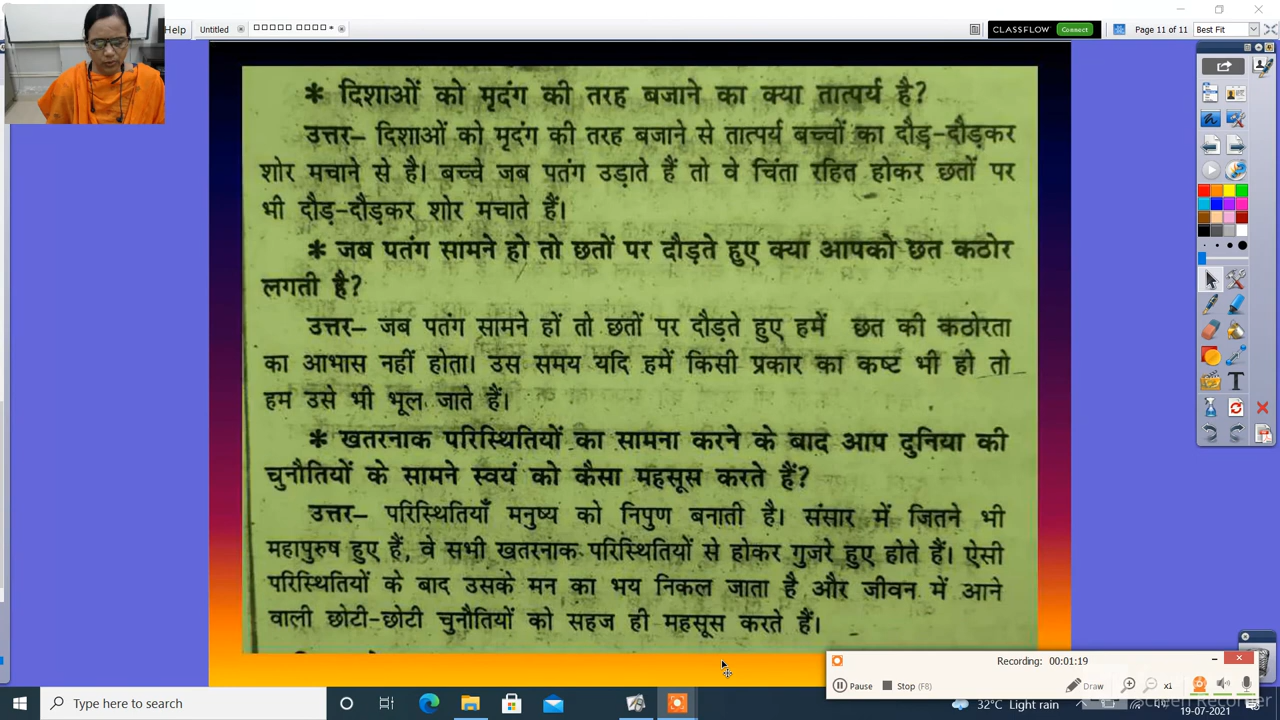 Help
Untitled
CLASSFLOW Connect
Page 11 of 11
Best Fit
* दिशाओं को मृदंग की तरह बजाने का क्या तात्पर्य है?
उत्तर– दिशाओं को मृदंग की तरह बजाने से तात्पर्य बच्चों का दौड़-दौड़कर
शोर मचाने से है। बच्चे जब पतंग उड़ाते हैं तो वे चिंता रहित होकर छतों पर
भी दौड़-दौड़कर शोर मचाते हैं।
* जब पतंग सामने हो तो छतों पर दौड़ते हुए क्या आपको छत कठोर
लगती है?
उत्तर– जब पतंग सामने हों तो छतों पर दौड़ते हुए हमें छत की कठोरता
का आभास नहीं होता। उस समय यदि हमें किसी प्रकार का कष्ट भी हो तो
हम उसे भी भूल जाते हैं।
* खतरनाक परिस्थितियों का सामना करने के बाद आप दुनिया की
चुनौतियों के सामने स्वयं को कैसा महसूस करते हैं?
उत्तर– परिस्थितियाँ मनुष्य को निपुण बनाती है। संसार में जितने भी
महापुरुष हुए हैं, वे सभी खतरनाक परिस्थितियों से होकर गुजरे हुए होते हैं। ऐसी
परिस्थितियों के बाद उसके मन का भय निकल जाता है और जीवन में आने
वाली छोटी-छोटी चुनौतियों को सहज ही महसूस करते हैं।
Recording: 00:01:19
Pause Stop (F8) x1 Draw
Screen Recorder
Type here to search
32°C Light rain
19-07-2021